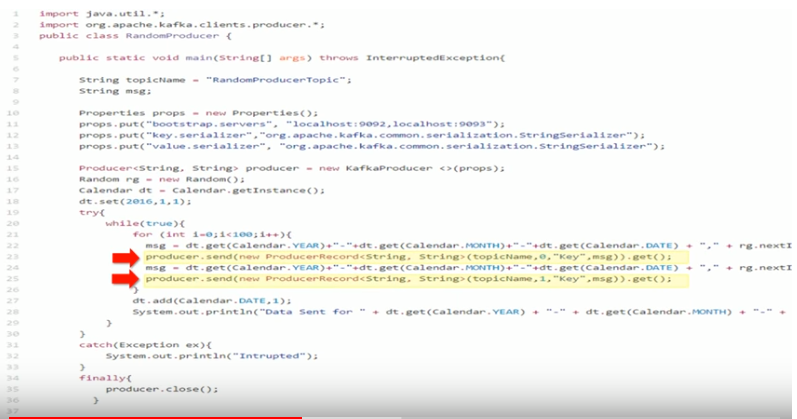 1 import java.util.*;
2 import org.apache.kafka.clients.producer.*;
3 public class RandomProducer {
4
5 public static void main(String[] args) throws InterruptedException{
6
7 String topicName = "RandomProducerTopic";
8 String msg;
9
10 Properties props = new Properties();
11 props.put("bootstrap.servers", "localhost:9092,localhost:9093");
12 props.put("key.serializer","org.apache.kafka.common.serialization.StringSerializer");
13 props.put("value.serializer", "org.apache.kafka.common.serialization.StringSerializer");
14
15 Producer<String, String> producer = new KafkaProducer <>(props);
16 Random rg = new Random();
17 Calendar dt = Calendar.getInstance();
18 dt.set(2016,1,1);
19 try{
20 while(true){
21 for (int i=0;i<100;i++){
22 msg = dt.get(Calendar.YEAR)+"-"+dt.get(Calendar.MONTH)+"-"+dt.get(Calendar.DATE) + "," + rg.nextI
23 producer.send(new ProducerRecord<String, String>(topicName,0,"Key",msg)).get();
24 msg = dt.get(Calendar.YEAR)+"-"+dt.get(Calendar.MONTH)+"-"+dt.get(Calendar.DATE) + "," + rg.nextI
25 producer.send(new ProducerRecord<String, String>(topicName,1,"Key",msg)).get();
26 }
27 dt.add(Calendar.DATE,1);
28 System.out.println("Data Sent for " + dt.get(Calendar.YEAR) + "-" + dt.get(Calendar.MONTH) + "-" +
29 }
30 }
31 catch(Exception ex){
32 System.out.println("Intrupted");
33 }
34 finally{
35 producer.close();
36 }
37